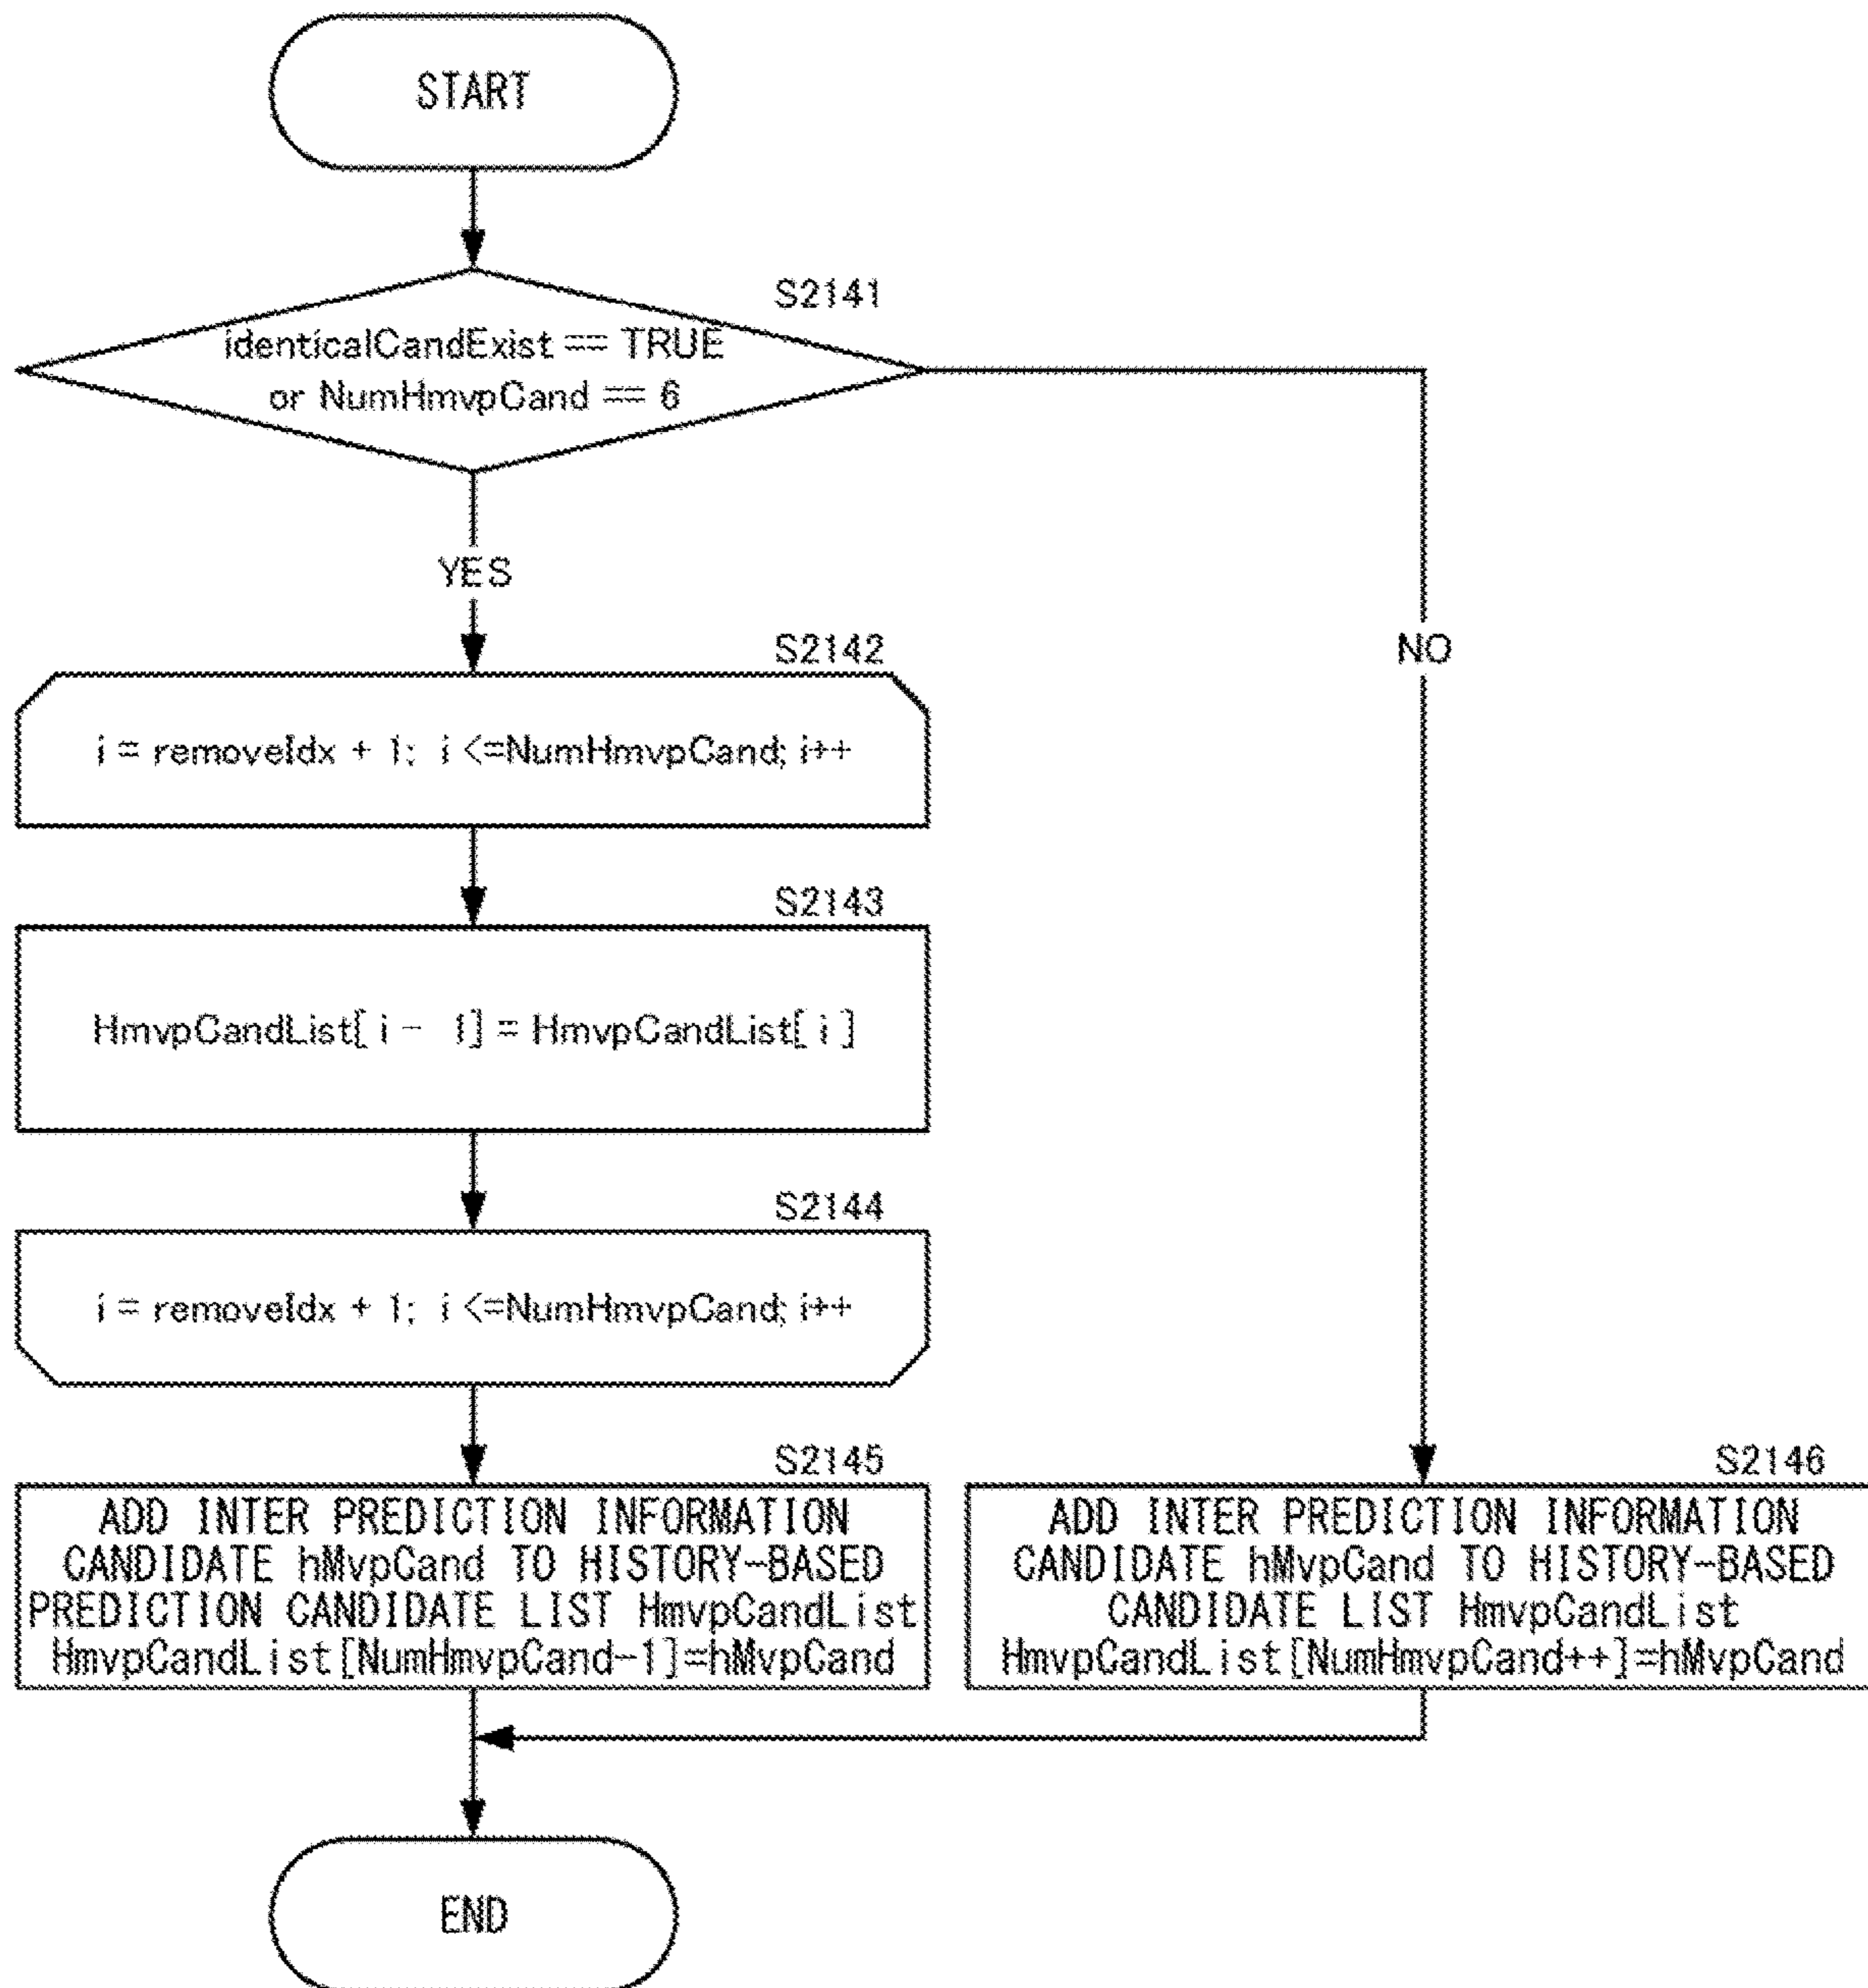 START
S2141
identicalCandExist == TRUE
or NumHmvpCand == 6
YES
NO
S2142
i = removeIdx + 1; i <=NumHmvpCand; i++
S2143
HmvpCandList[ i - 1] = HmvpCandList[ i ]
S2144
i = removeIdx + 1; i <=NumHmvpCand; i++
S2145
ADD INTER PREDICTION INFORMATION
CANDIDATE hMvpCand TO HISTORY-BASED
PREDICTION CANDIDATE LIST HmvpCandList
HmvpCandList[NumHmvpCand-1]=hMvpCand
S2146
ADD INTER PREDICTION INFORMATION
CANDIDATE hMvpCand TO HISTORY-BASED
CANDIDATE LIST HmvpCandList
HmvpCandList[NumHmvpCand++]=hMvpCand
END